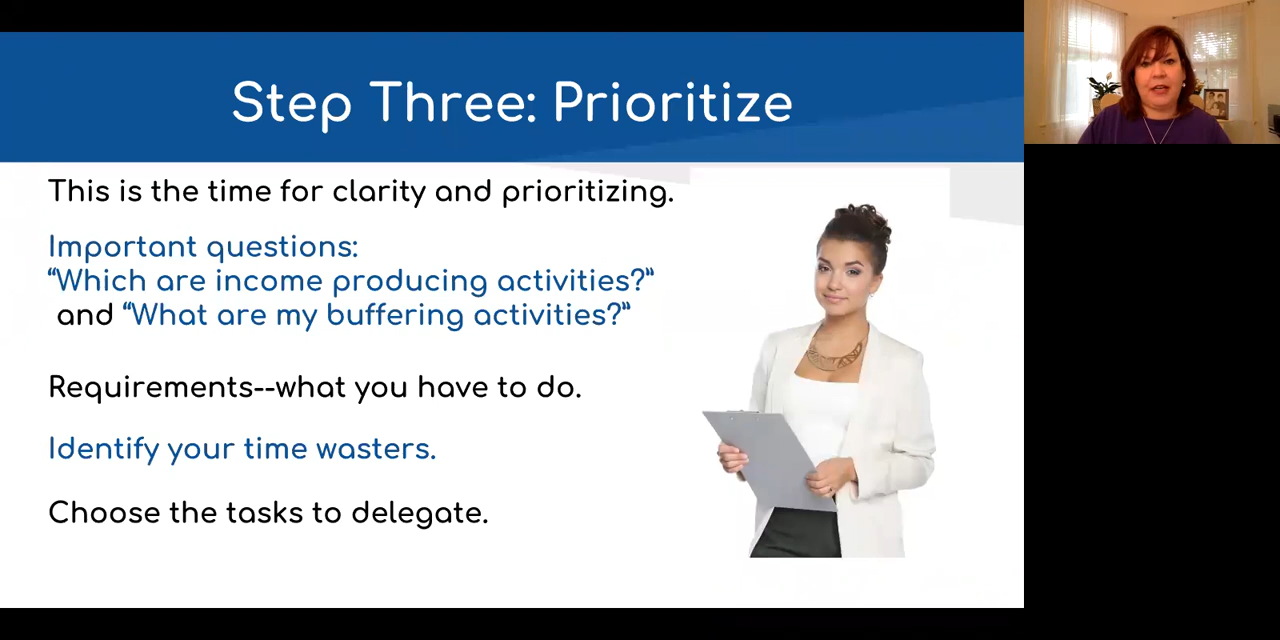 Step Three: Prioritize
This is the time for clarity and prioritizing.
Important questions:
“Which are income producing activities?”
and “What are my buffering activities?”
Requirements--what you have to do.
Identify your time wasters.
Choose the tasks to delegate.